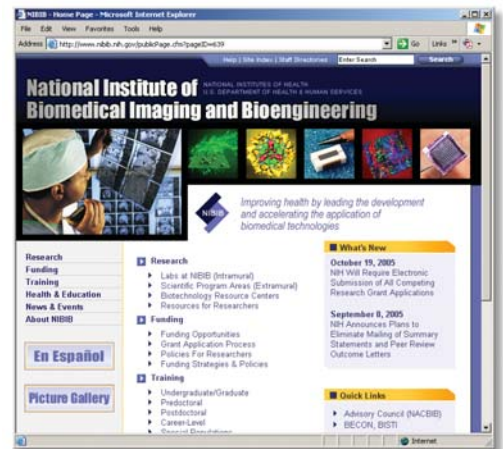 NIBIB - Home Page - Microsoft Internet Explorer
File Edit View Favorites Tools Help
Address http://www.nibib.nih.gov/publicPage.cfm?pageID=639 Go Links »
Help | Site Index | Staff Directories Enter Search Search
National Institute of
Biomedical Imaging and Bioengineering
NATIONAL INSTITUTES OF HEALTH
U.S. DEPARTMENT OF HEALTH & HUMAN SERVICES
NIBIB
Improving health by leading the development
and accelerating the application of
biomedical technologies
Research
Funding
Training
Health & Education
News & Events
About NIBIB
En Español
Picture Gallery
Research
Labs at NIBIB (Intramural)
Scientific Program Areas (Extramural)
Biotechnology Resource Centers
Resources for Researchers
Funding
Funding Opportunities
Grant Application Process
Policies For Researchers
Funding Strategies & Policies
Training
Undergraduate/Graduate
Predoctoral
Postdoctoral
Career-Level
Special Populations
What's New
October 19, 2005
NIH Will Require Electronic
Submission of All Competing
Research Grant Applications
September 8, 2005
NIH Announces Plans to
Eliminate Mailing of Summary
Statements and Peer Review
Outcome Letters
Quick Links
Advisory Council (NACBIB)
BECON, BISTI
Internet